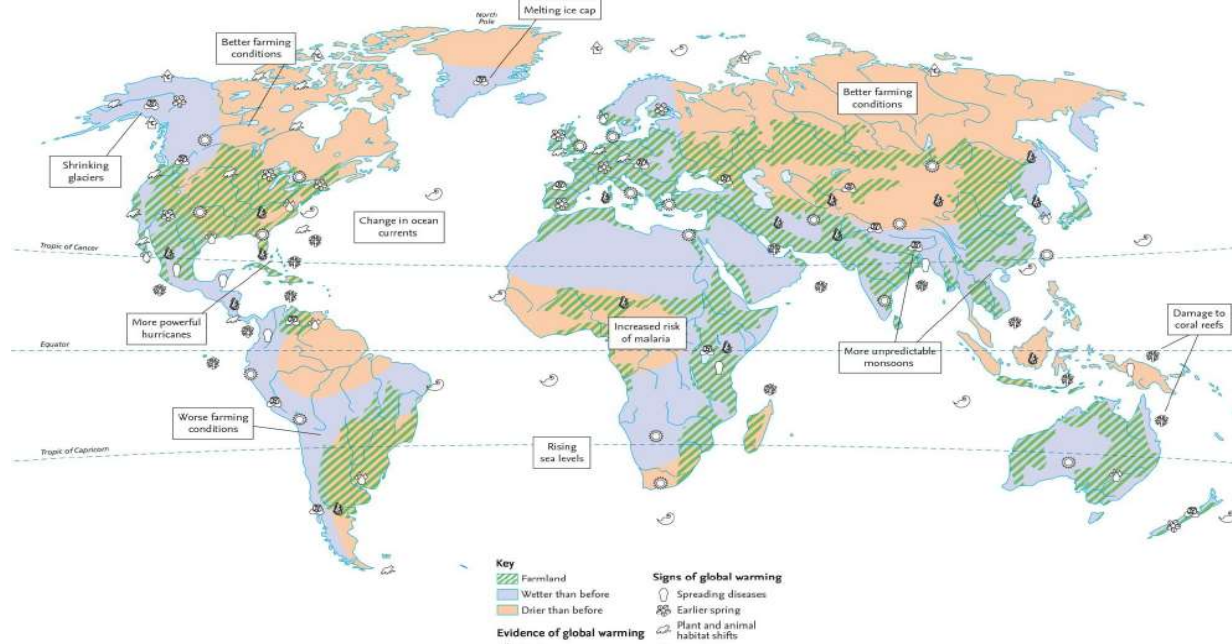 North
Pole
Melting ice cap
Better farming
conditions
Better farming
conditions
Shrinking
glaciers
Change in ocean
currents
Tropic of Cancer
More powerful
hurricanes
Increased risk
of malaria
More unpredictable
monsoons
Damage to
coral reefs
Equator
Worse farming
conditions
Tropic of Capricorn
Rising
sea levels
Key
Farmland
Wetter than before
Drier than before
Evidence of global warming
Signs of global warming
Spreading diseases
Earlier spring
Plant and animal
habitat shifts